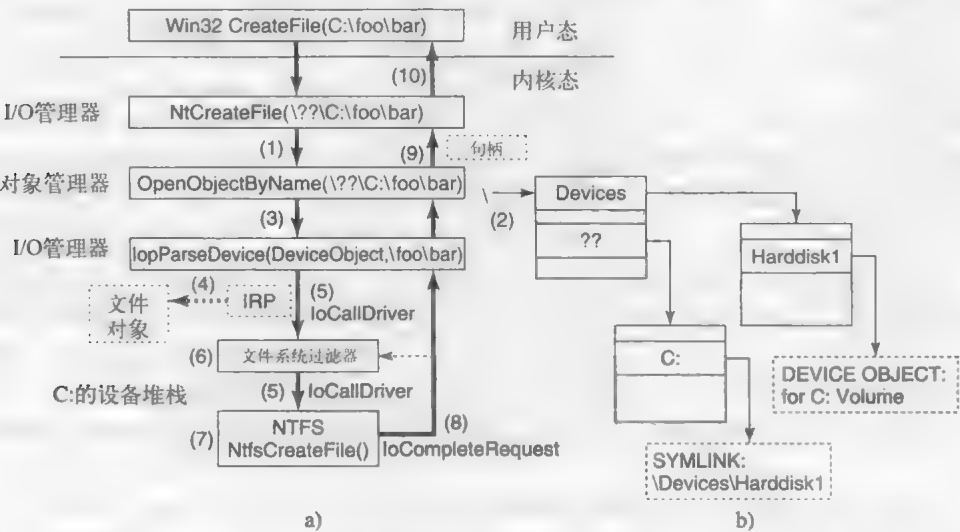 Win32 CreateFile(C:\foo\bar)
用户态
内核态
(10)
I/O管理器
NtCreateFile(\??\C:\foo\bar)
(1)
(9)
句柄
对象管理器
OpenObjectByName(\??\C:\foo\bar)
(3)
I/O管理器
IopParseDevice(DeviceObject,\foo\bar)
(4)
文件
对象
IRP
(5)
IoCallDriver
(6)
文件系统过滤器
C:的设备堆栈
(5)
IoCallDriver
(7)
NTFS
NtfsCreateFile()
(8)
IoCompleteRequest
a)
\
(2)
Devices
??
Harddisk1
C:
DEVICE OBJECT:
for C: Volume
SYMLINK:
\Devices\Harddisk1
b)